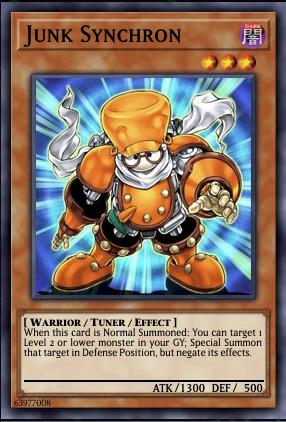 Junk Synchron
DARK
闇
[ Warrior / Tuner / Effect ]
When this card is Normal Summoned: You can target 1
Level 2 or lower monster in your GY; Special Summon
that target in Defense Position, but negate its effects.
ATK / 1300 DEF / 500
63977008